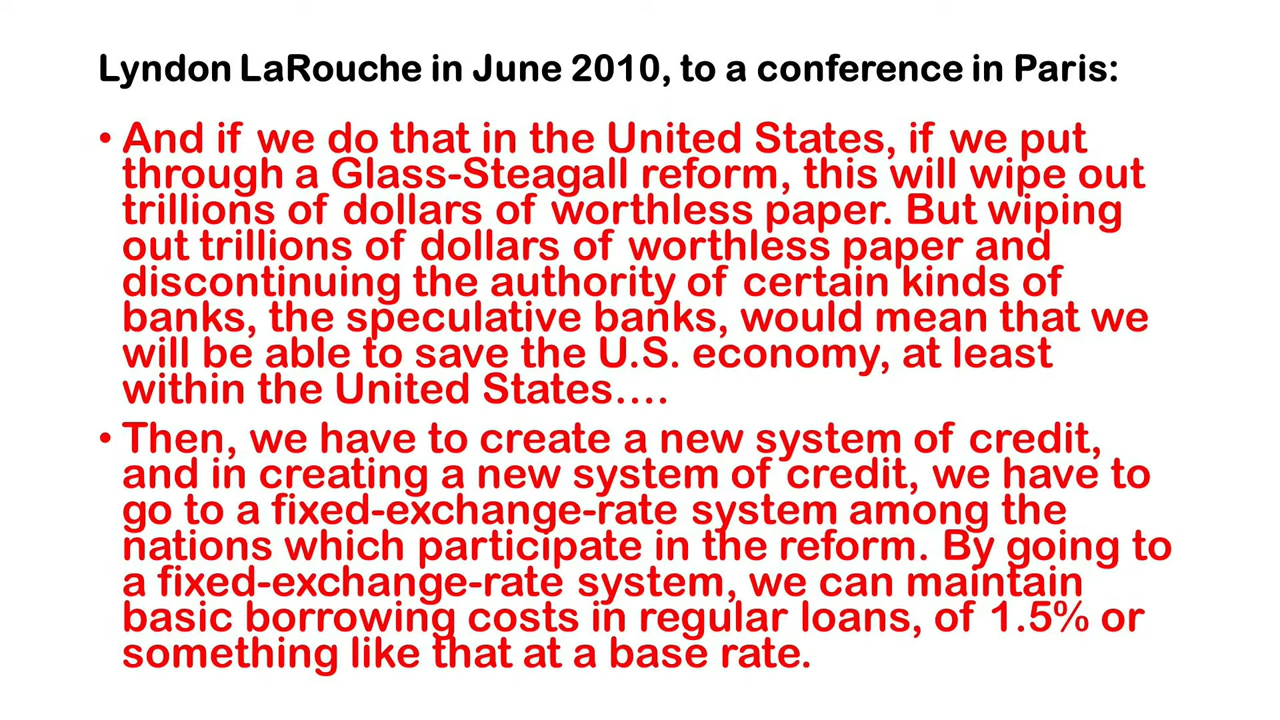 Lyndon LaRouche in June 2010, to a conference in Paris:
• And if we do that in the United States, if we put
through a Glass-Steagall reform, this will wipe out
trillions of dollars of worthless paper. But wiping
out trillions of dollars of worthless paper and
discontinuing the authority of certain kinds of
banks, the speculative banks, would mean that we
will be able to save the U.S. economy, at least
within the United States....
• Then, we have to create a new system of credit,
and in creating a new system of credit, we have to
go to a fixed-exchange-rate system among the
nations which participate in the reform. By going to
a fixed-exchange-rate system, we can maintain
basic borrowing costs in regular loans, of 1.5% or
something like that at a base rate.